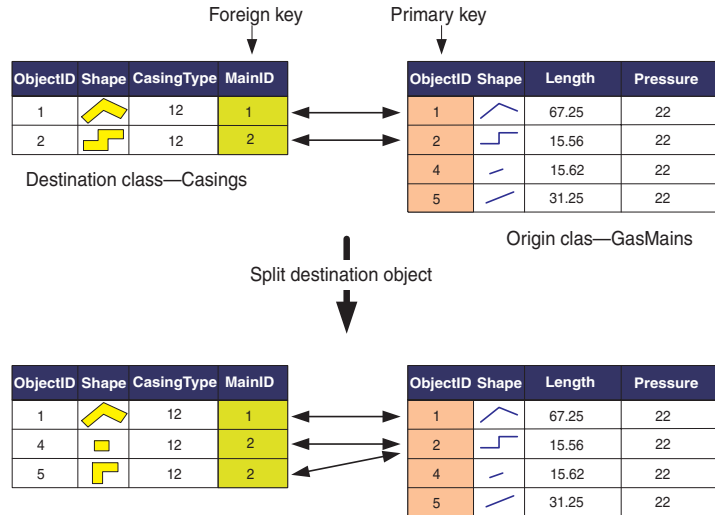 Foreign key
Primary key
ObjectID Shape CasingType MainID
1 12 1
2 12 2
Destination class—Casings
ObjectID Shape Length Pressure
1 67.25 22
2 15.56 22
4 15.62 22
5 31.25 22
Origin clas—GasMains
Split destination object
ObjectID Shape CasingType MainID
1 12 1
4 12 2
5 12 2
ObjectID Shape Length Pressure
1 67.25 22
2 15.56 22
4 15.62 22
5 31.25 22